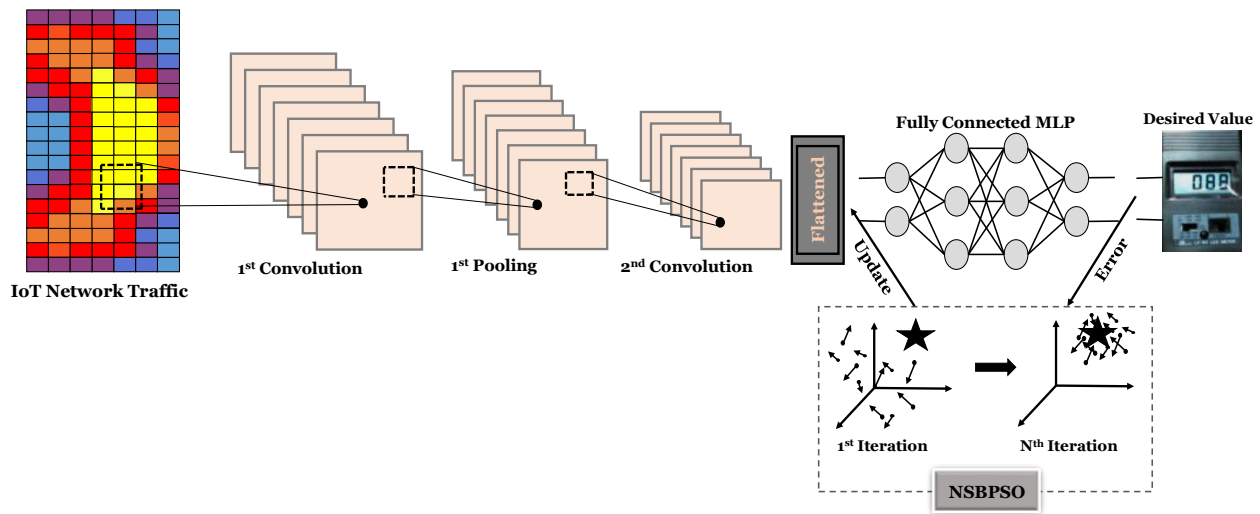 IoT Network Traffic
1st Convolution
1st Pooling
2nd Convolution
Flattened
Fully Connected MLP
Desired Value
088
Update
Error
1st Iteration
Nth Iteration
NSBPSO